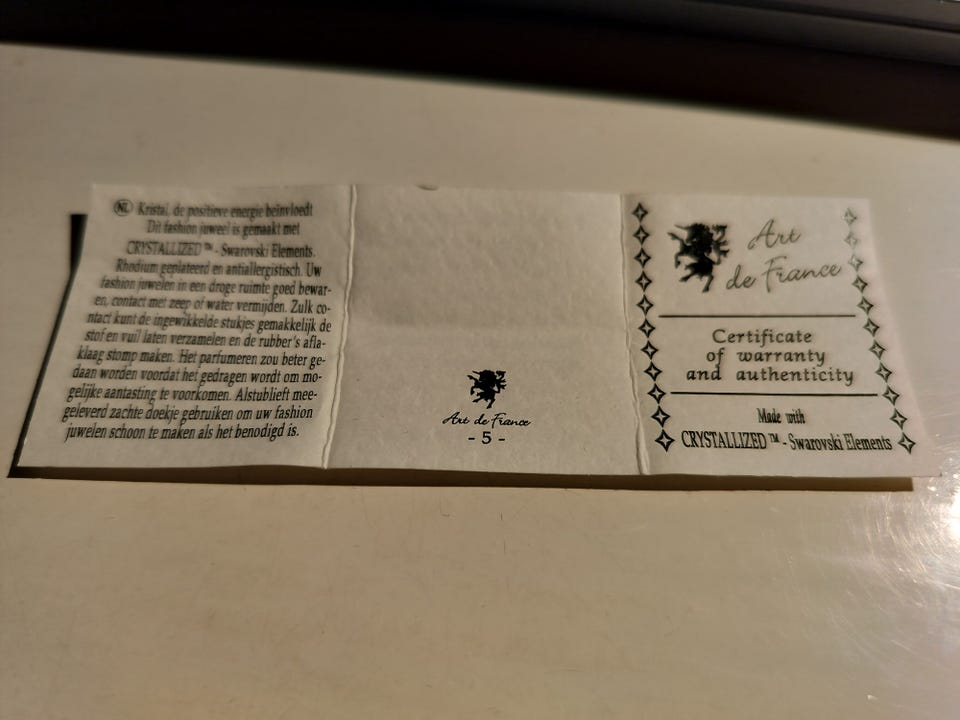 NL Kristal, de positieve energie beïnvloedt
Dit fashion juweel is gemaakt met
CRYSTALLIZED™ - Swarovski Elements.
Rhodium geplateerd en antiallergistisch. Uw
fashion juwelen in een droge ruimte goed bewar-
en, contact met zeep of water vermijden. Zulk co-
ntact kunt de ingewikkelde stukjes gemakkelijk de
stof en vuil laten verzamelen en de rubber's afla-
klaag stomp maken. Het parfumeren zou beter ge-
daan worden voordat het gedragen wordt om mo-
gelijke aantasting te voorkomen. Alstublieft mee-
geleverd zachte doekje gebruiken om uw fashion
juwelen schoon te maken als het benodigd is.
Art de France
- 5 -
Art
de France
Certificate
of warranty
and authenticity
Made with
CRYSTALLIZED™ - Swarovski Elements